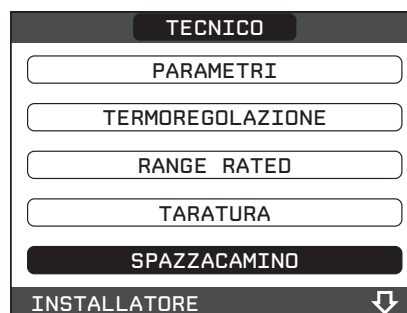 TECNICO
PARAMETRI
TERMOREGOLAZIONE
RANGE RATED
TARATURA
SPAZZACAMINO
INSTALLATORE